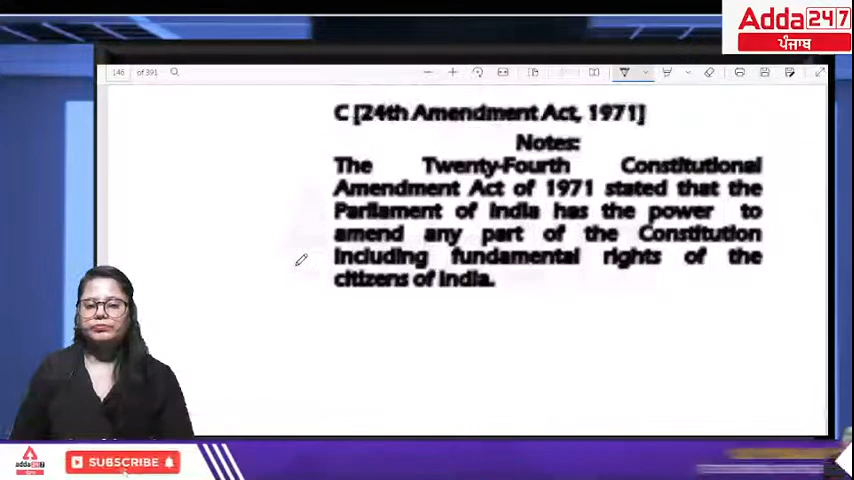 Adda247
ਪੰਜਾਬ
146 of 391
C [24th Amendment Act, 1971]
Notes:
The Twenty-Fourth Constitutional
Amendment Act of 1971 stated that the
Parliament of India has the power to
amend any part of the Constitution
including fundamental rights of the
citizens of India.
adda247
ਪੰਜਾਬ
SUBSCRIBE